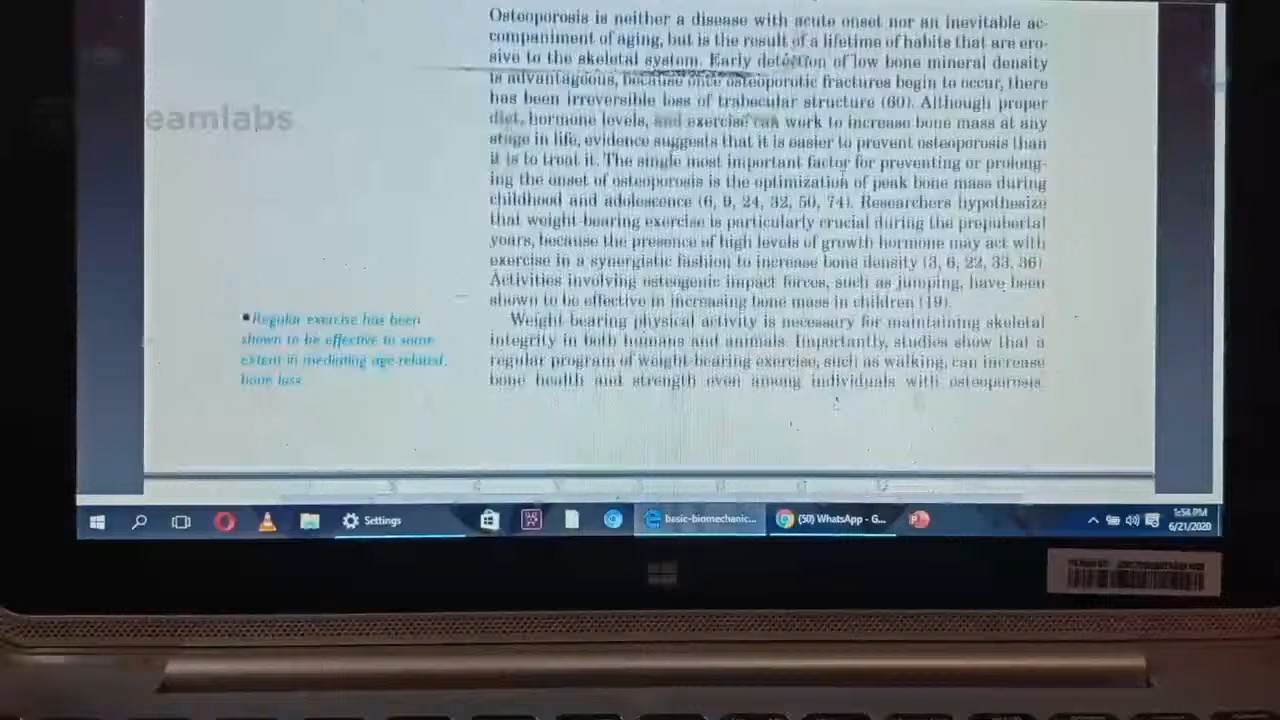 Osteoporosis is neither a disease with acute onset nor an inevitable ac-
companiment of aging, but is the result of a lifetime of habits that are ero-
sive to the skeletal system. Early detection of low bone mineral density
is advantageous, because once osteoporotic fractures begin to occur, there
has been irreversible loss of trabecular structure (60). Although proper
diet, hormone levels, and exercise can work to increase bone mass at any
stage in life, evidence suggests that it is easier to prevent osteoporosis than
it is to treat it. The single most important factor for preventing or prolong-
ing the onset of osteoporosis is the optimization of peak bone mass during
childhood and adolescence (6, 9, 24, 32, 50, 74). Researchers hypothesize
that weight-bearing exercise is particularly crucial during the prepubertal
years, because the presence of high levels of growth hormone may act with
exercise in a synergistic fashion to increase bone density (3, 6, 22, 33, 36)
Activities involving osteogenic impact forces, such as jumping, have been
shown to be effective in increasing bone mass in children (19).
Weight-bearing physical activity is necessary for maintaining skeletal
integrity in both humans and animals. Importantly, studies show that a
regular program of weight-bearing exercise, such as walking, can increase
bone health and strength even among individuals with osteoporosis.
eamlabs
• Regular exercise has been
shown to be effective to some
extent in mediating age-related
bone loss.
Settings
basic-biomechanic...
(50) WhatsApp - G...
1:54 PM
6/21/2020